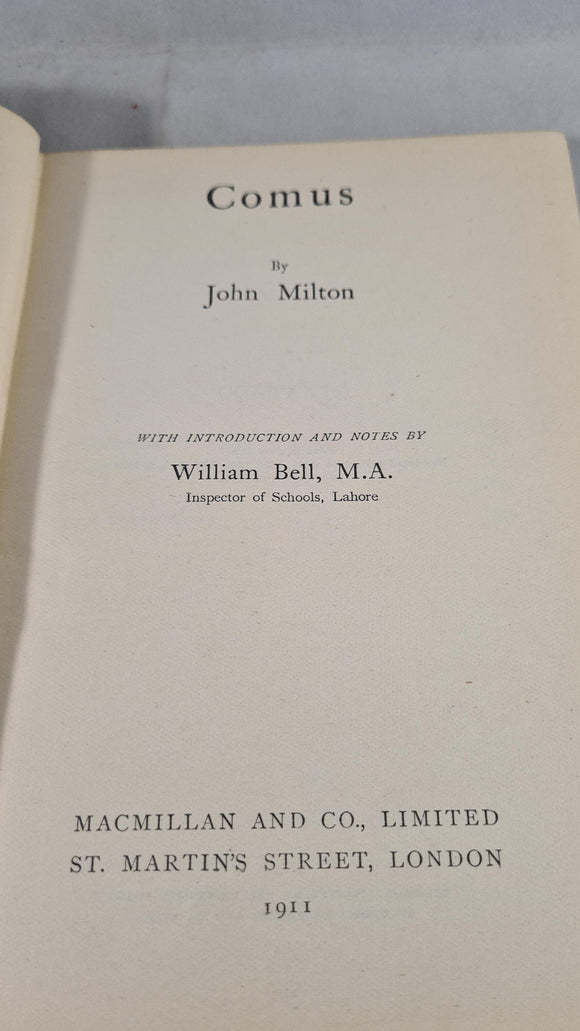 Comus
By
John Milton
WITH INTRODUCTION AND NOTES BY
William Bell, M.A.
Inspector of Schools, Lahore
MACMILLAN AND CO., LIMITED
ST. MARTIN'S STREET, LONDON
1911